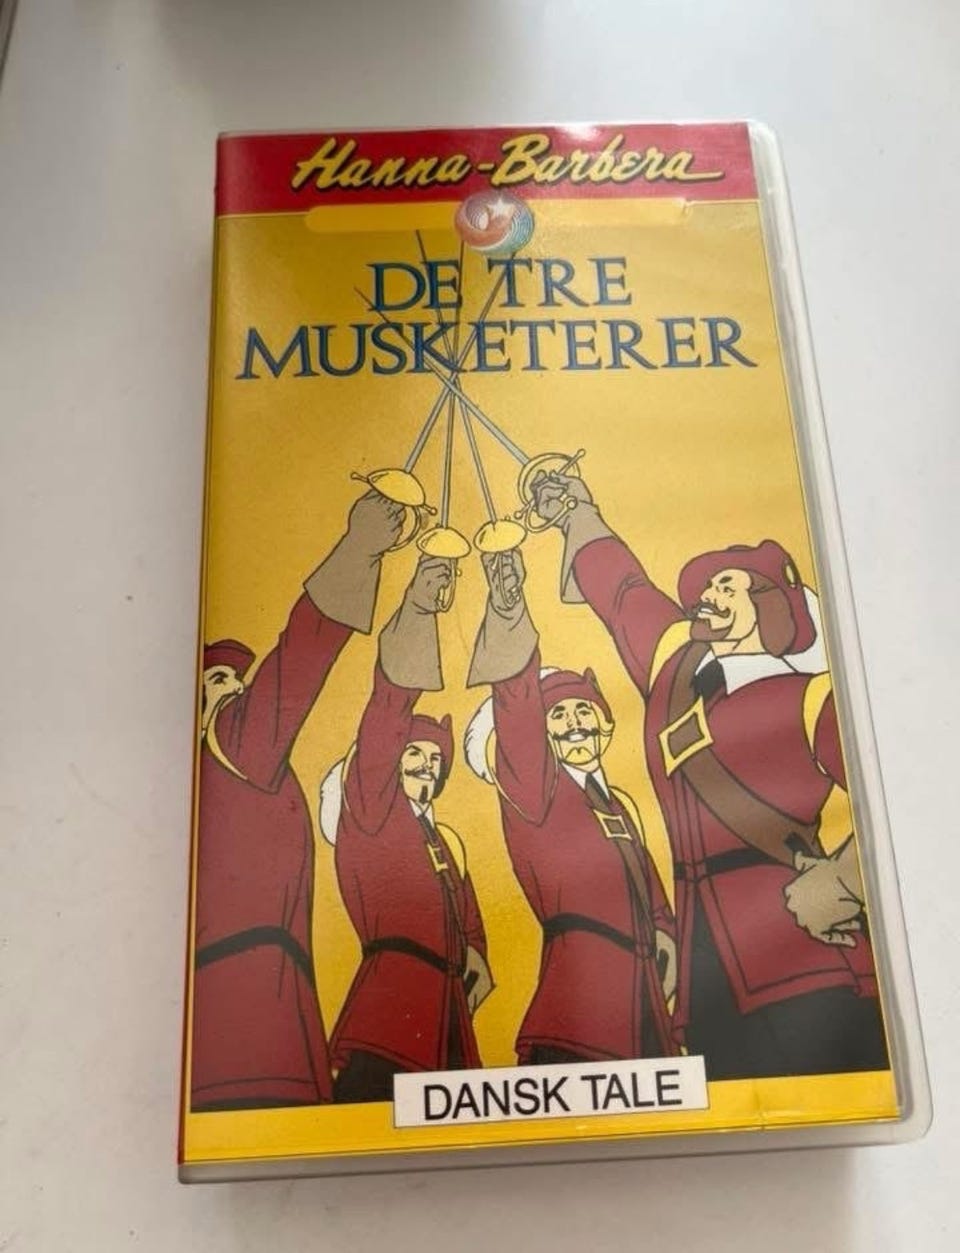 Hanna-Barbera
DE TRE
MUSKETERER
DANSK TALE